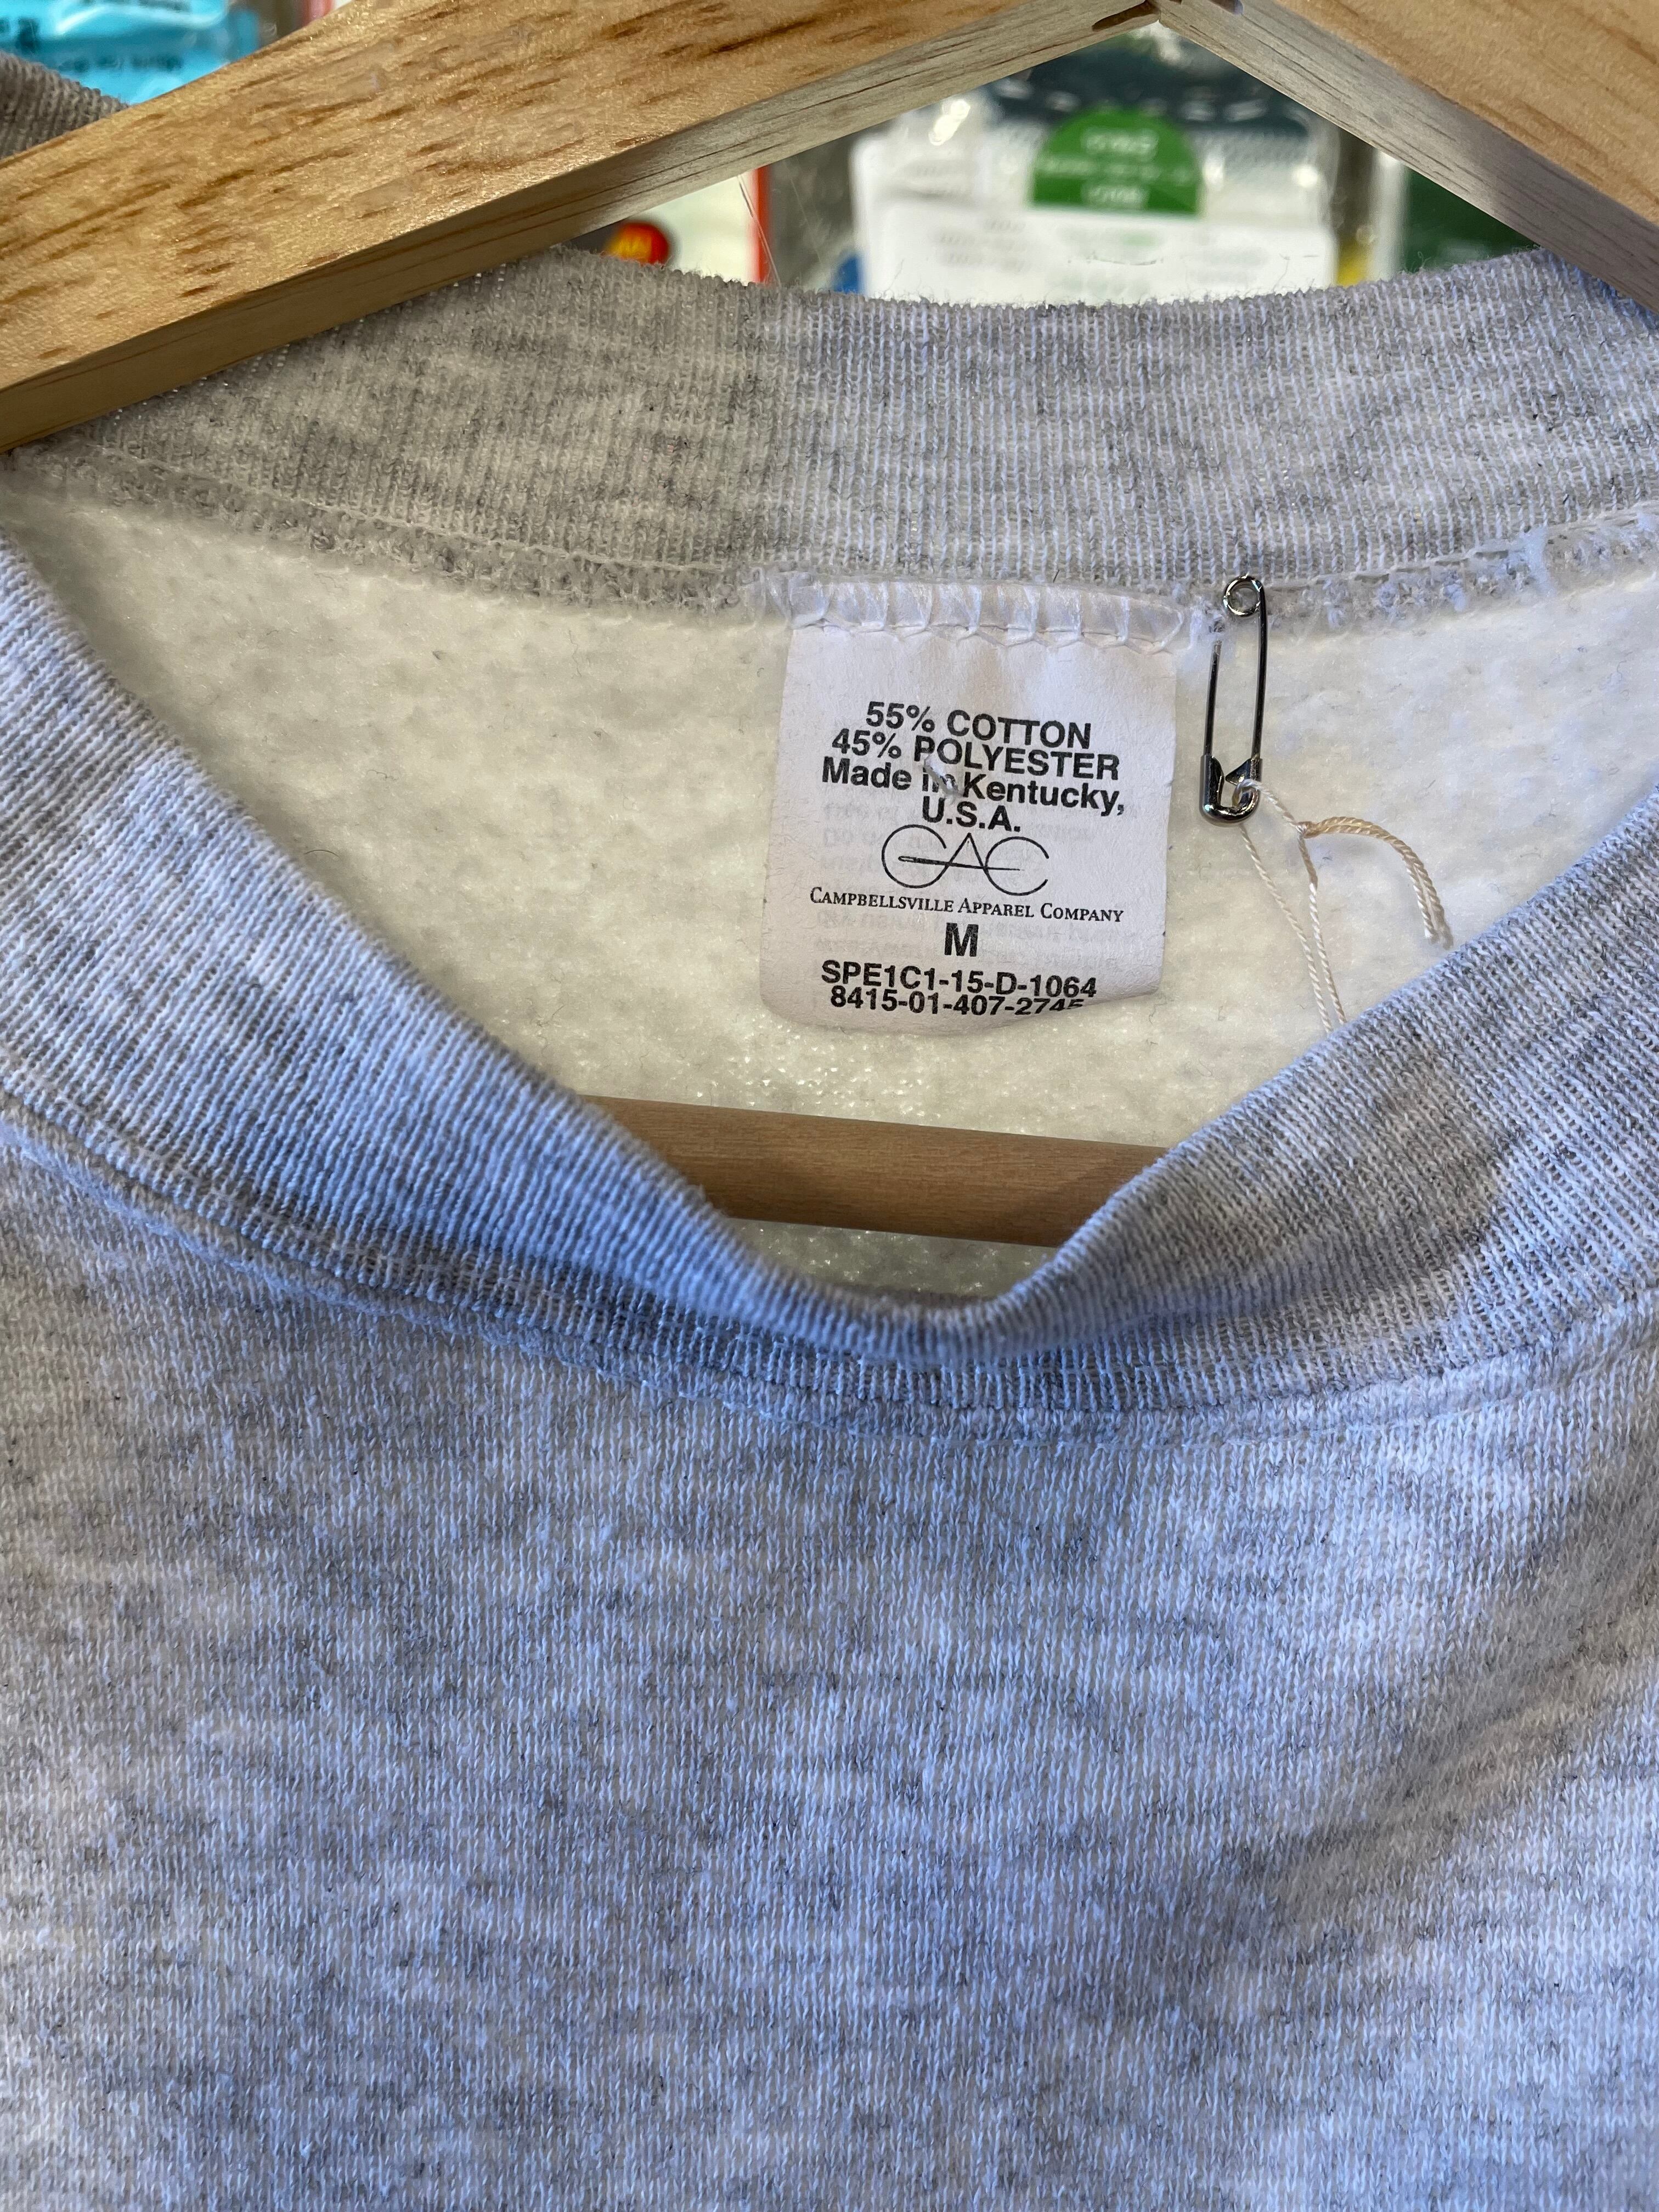 55% COTTON
45% POLYESTER
Made in Kentucky,
U.S.A.
CAC
CAMPBELLSVILLE APPAREL COMPANY
M
SPE1C1-15-D-1064
8415-01-407-2745